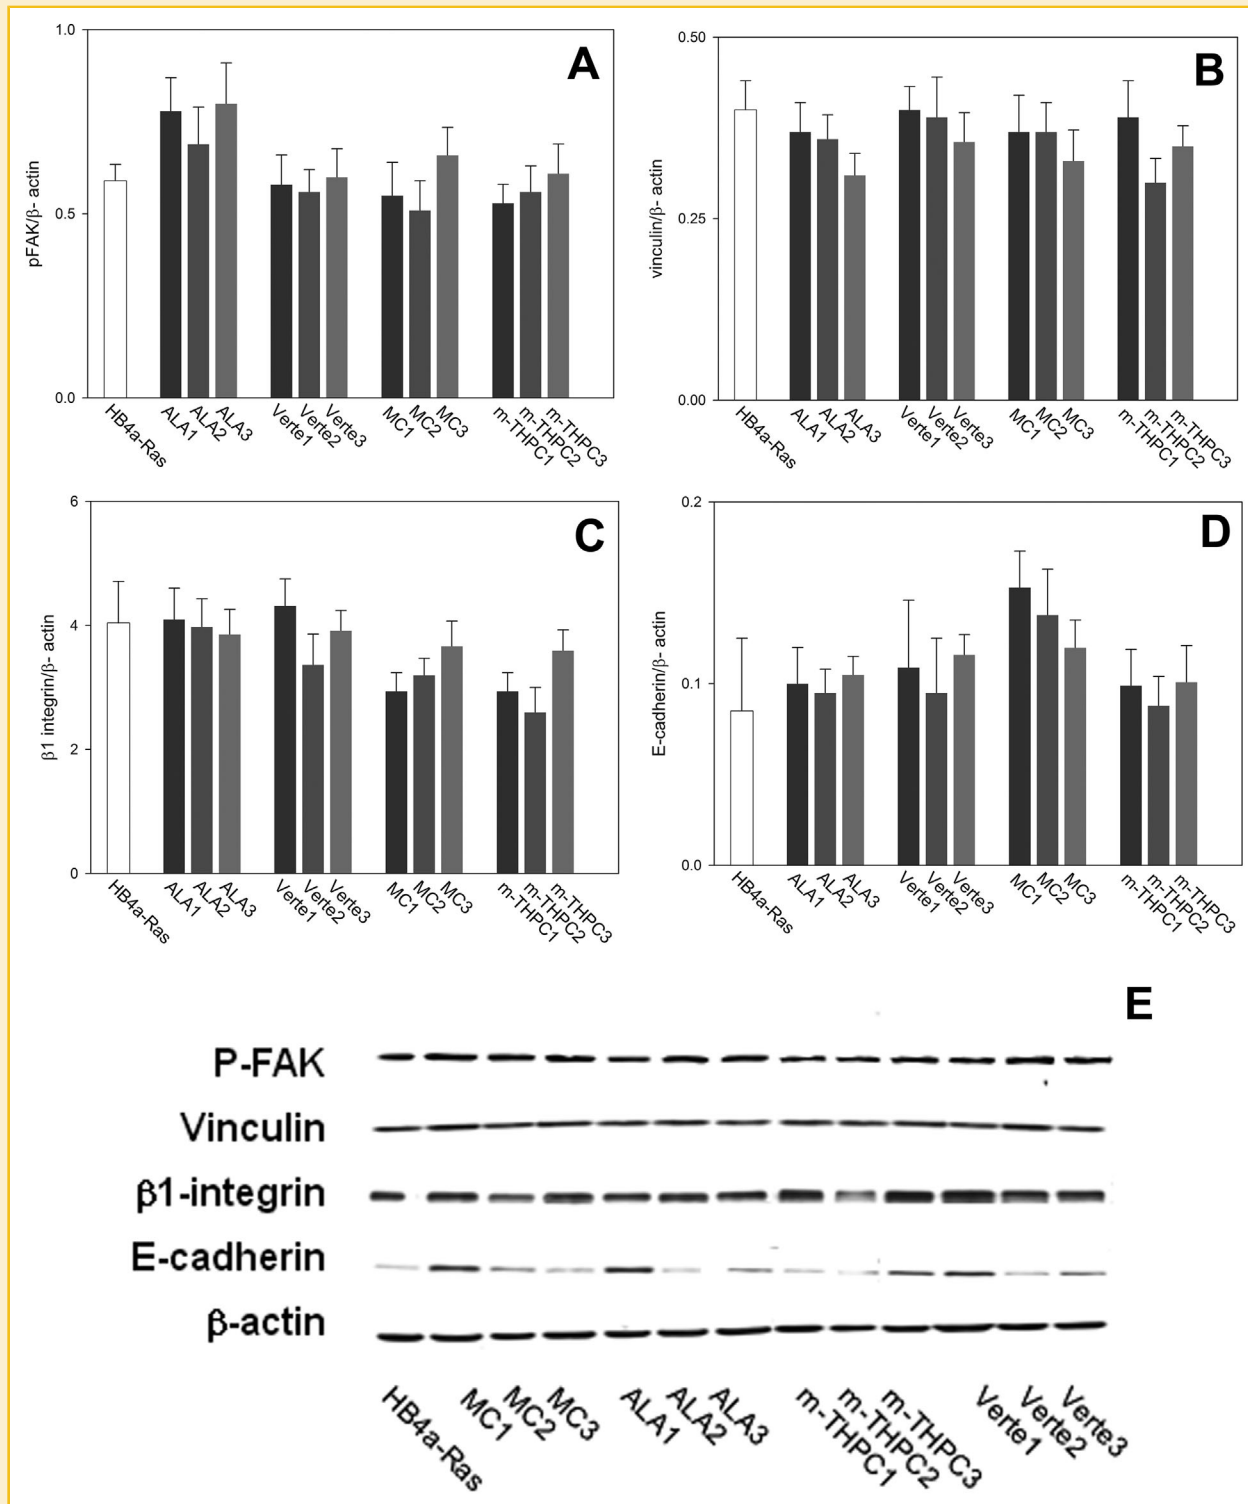 A
1.0
0.5
0.0
pFAK/β- actin
HB4a-Ras
ALA1
ALA2
ALA3
Verte1
Verte2
Verte3
MC1
MC2
MC3
m-THPC1
m-THPC2
m-THPC3
B
0.50
0.25
0.00
vinculin/β- actin
HB4a-Ras
ALA1
ALA2
ALA3
Verte1
Verte2
Verte3
MC1
MC2
MC3
m-THPC1
m-THPC2
m-THPC3
C
6
4
2
0
β1 integrin/β- actin
HB4a-Ras
ALA1
ALA2
ALA3
Verte1
Verte2
Verte3
MC1
MC2
MC3
m-THPC1
m-THPC2
m-THPC3
D
0.2
0.1
0.0
E-cadherin/β- actin
HB4a-Ras
ALA1
ALA2
ALA3
Verte1
Verte2
Verte3
MC1
MC2
MC3
m-THPC1
m-THPC2
m-THPC3
E
P-FAK
Vinculin
β1-integrin
E-cadherin
β-actin
HB4a-Ras
MC1
MC2
MC3
ALA1
ALA2
ALA3
m-THPC1
m-THPC2
m-THPC3
Verte1
Verte2
Verte3